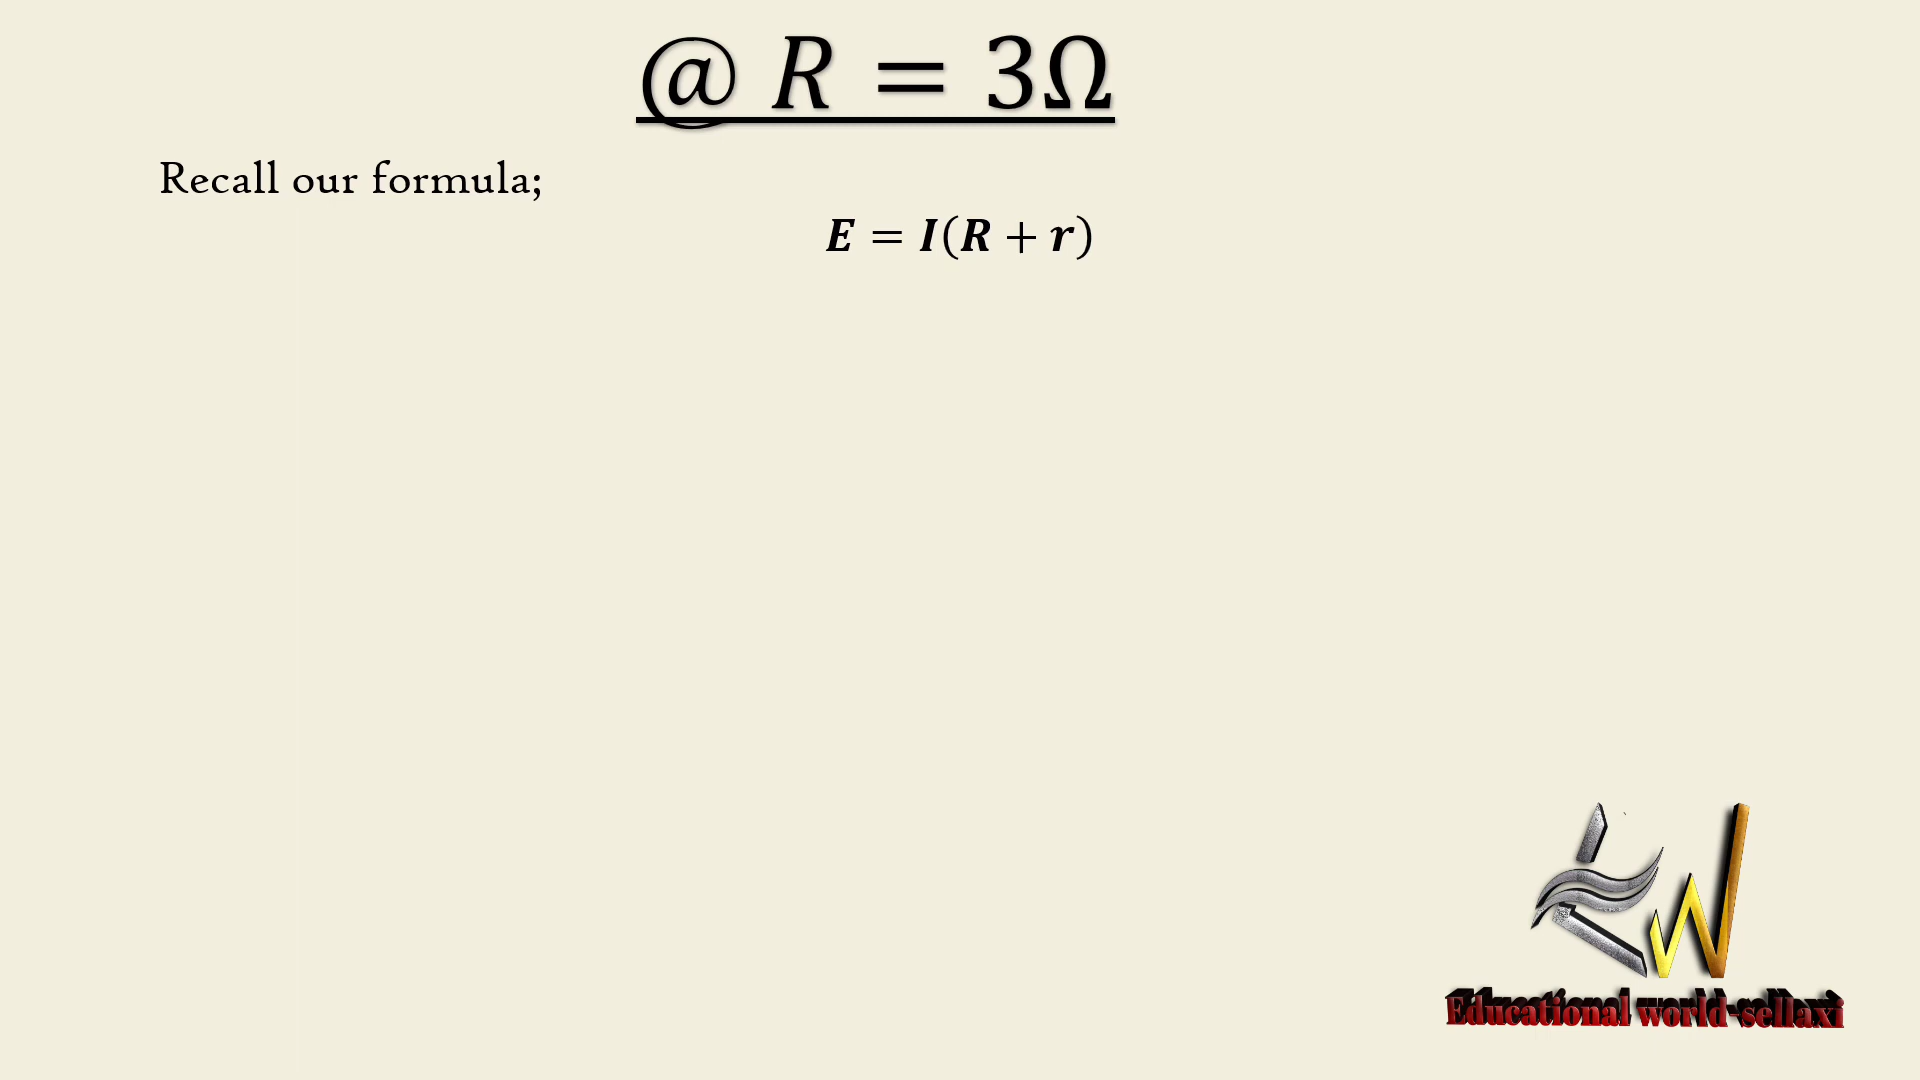 @ R = 3Ω
Recall our formula;
E = I(R + r)
Educational world-sellaxi